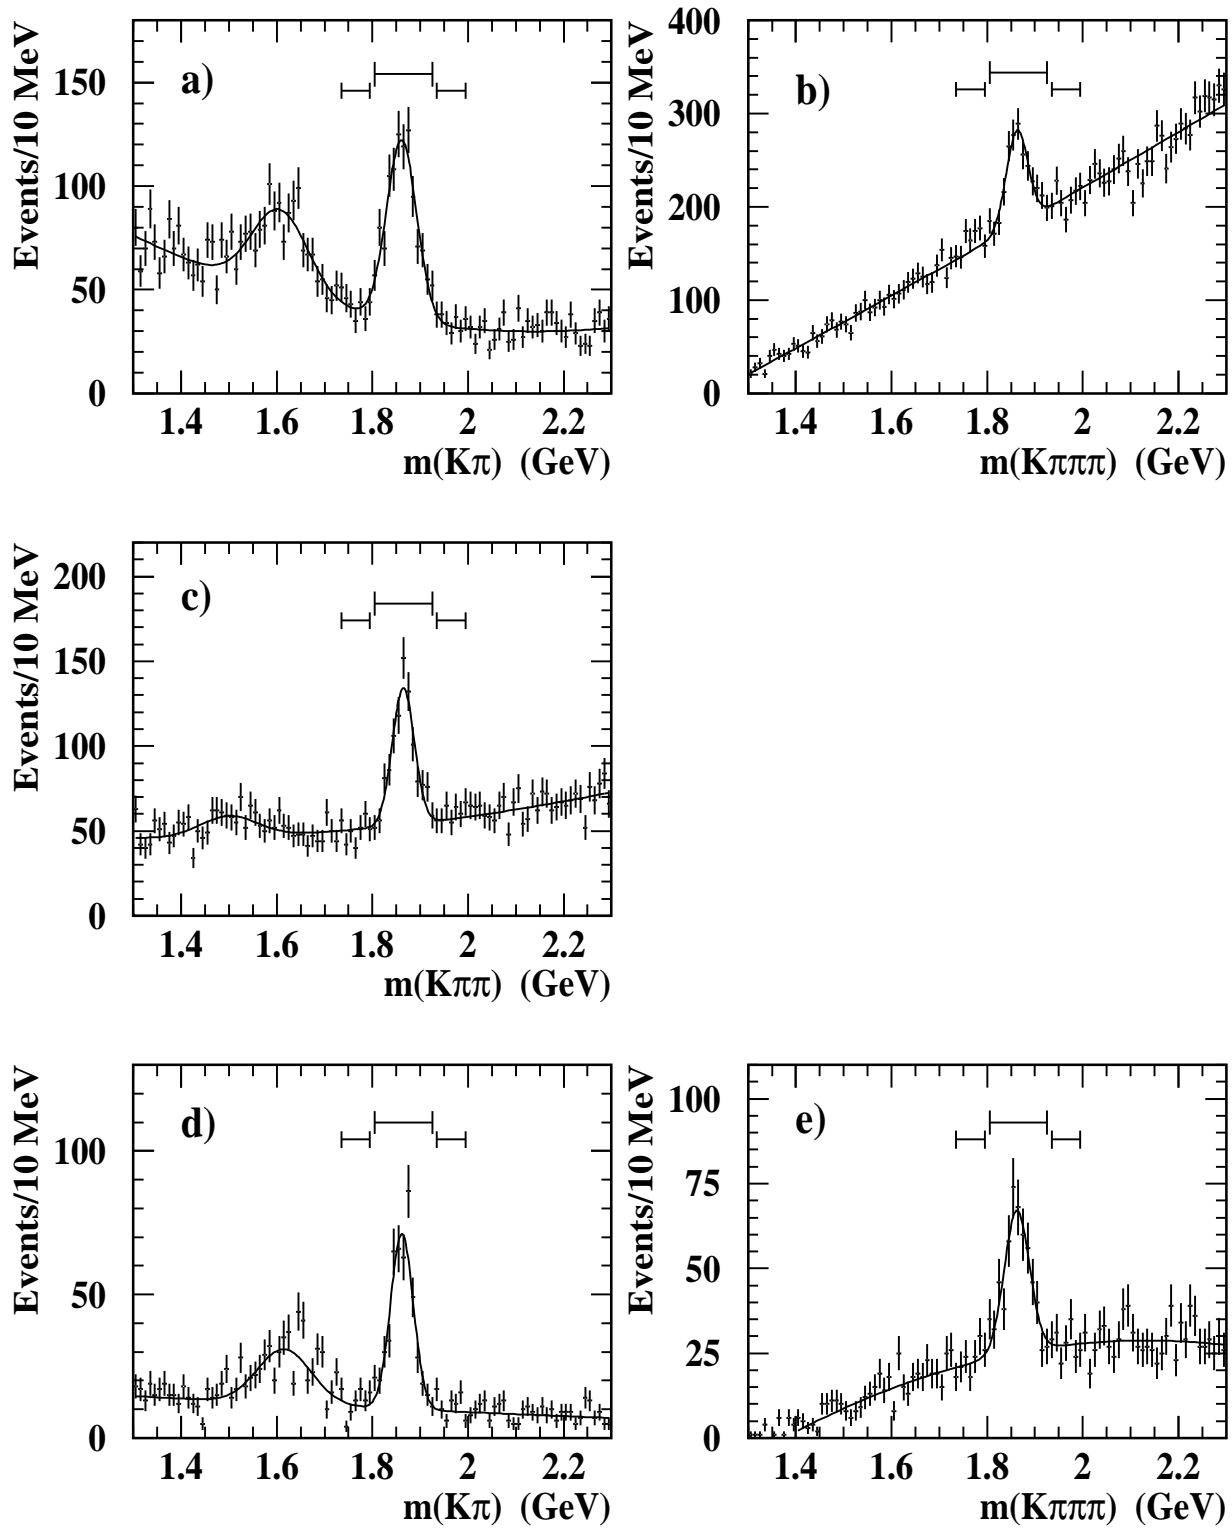 Events/10 MeV
a)
150
100
50
0
1.4 1.6 1.8 2 2.2
m(Kπ) (GeV)
Events/10 MeV
b)
400
300
200
100
0
1.4 1.6 1.8 2 2.2
m(Kπππ) (GeV)
Events/10 MeV
c)
200
150
100
50
0
1.4 1.6 1.8 2 2.2
m(Kππ) (GeV)
Events/10 MeV
d)
100
50
0
1.4 1.6 1.8 2 2.2
m(Kπ) (GeV)
Events/10 MeV
e)
100
75
50
25
0
1.4 1.6 1.8 2 2.2
m(Kπππ) (GeV)